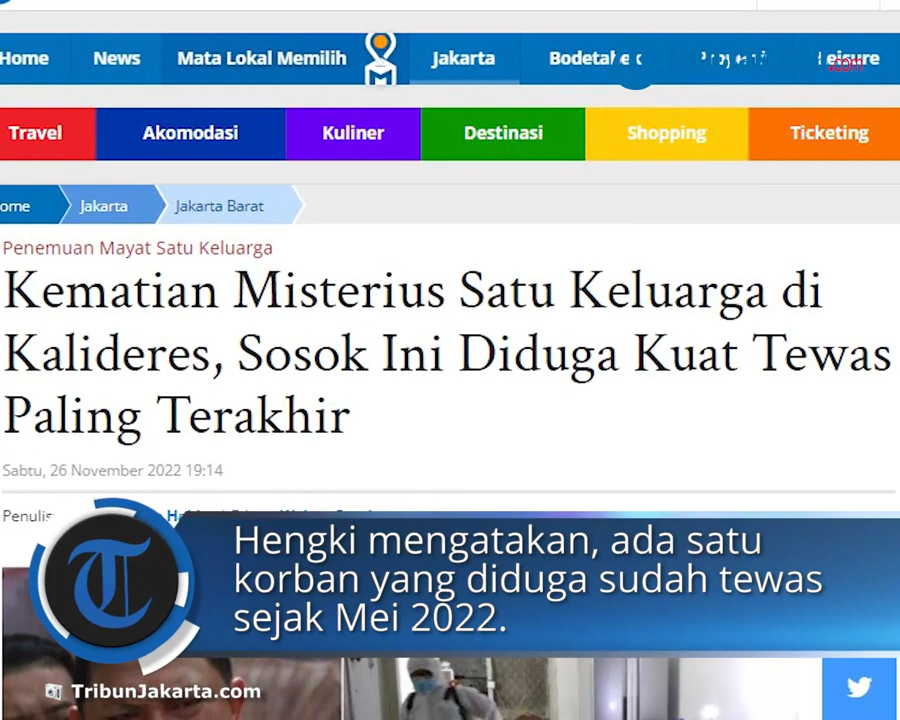 Home News Mata Lokal Memilih Jakarta
.com
Travel Akomodasi Kuliner Destinasi Shopping Ticketing
ome Jakarta Jakarta Barat
Penemuan Mayat Satu Keluarga
Kematian Misterius Satu Keluarga di
Kalideres, Sosok Ini Diduga Kuat Tewas
Paling Terakhir
Sabtu, 26 November 2022 19:14
Penulis
Hengki mengatakan, ada satu
korban yang diduga sudah tewas
sejak Mei 2022.
T
TribunJakarta.com